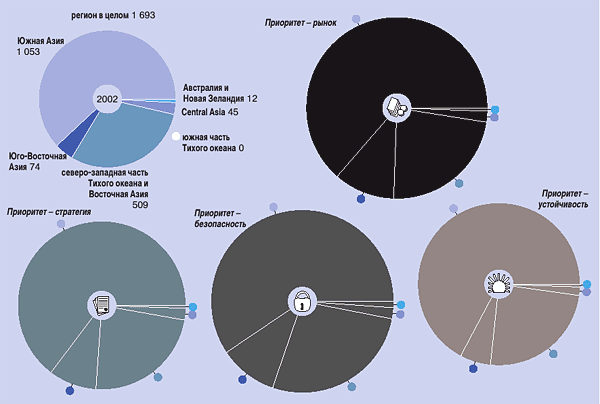 регион в целом 1 693
Южная Азия
1 053
2002
Австралия и
Новая Зеландия 12
Central Asia 45
южная часть
Тихого океана 0
Юго-Восточная
Азия 74
северо-западная часть
Тихого океана и
Восточная Азия
509
Приоритет – рынок
Приоритет – стратегия
Приоритет –
безопасность
Приоритет –
устойчивость